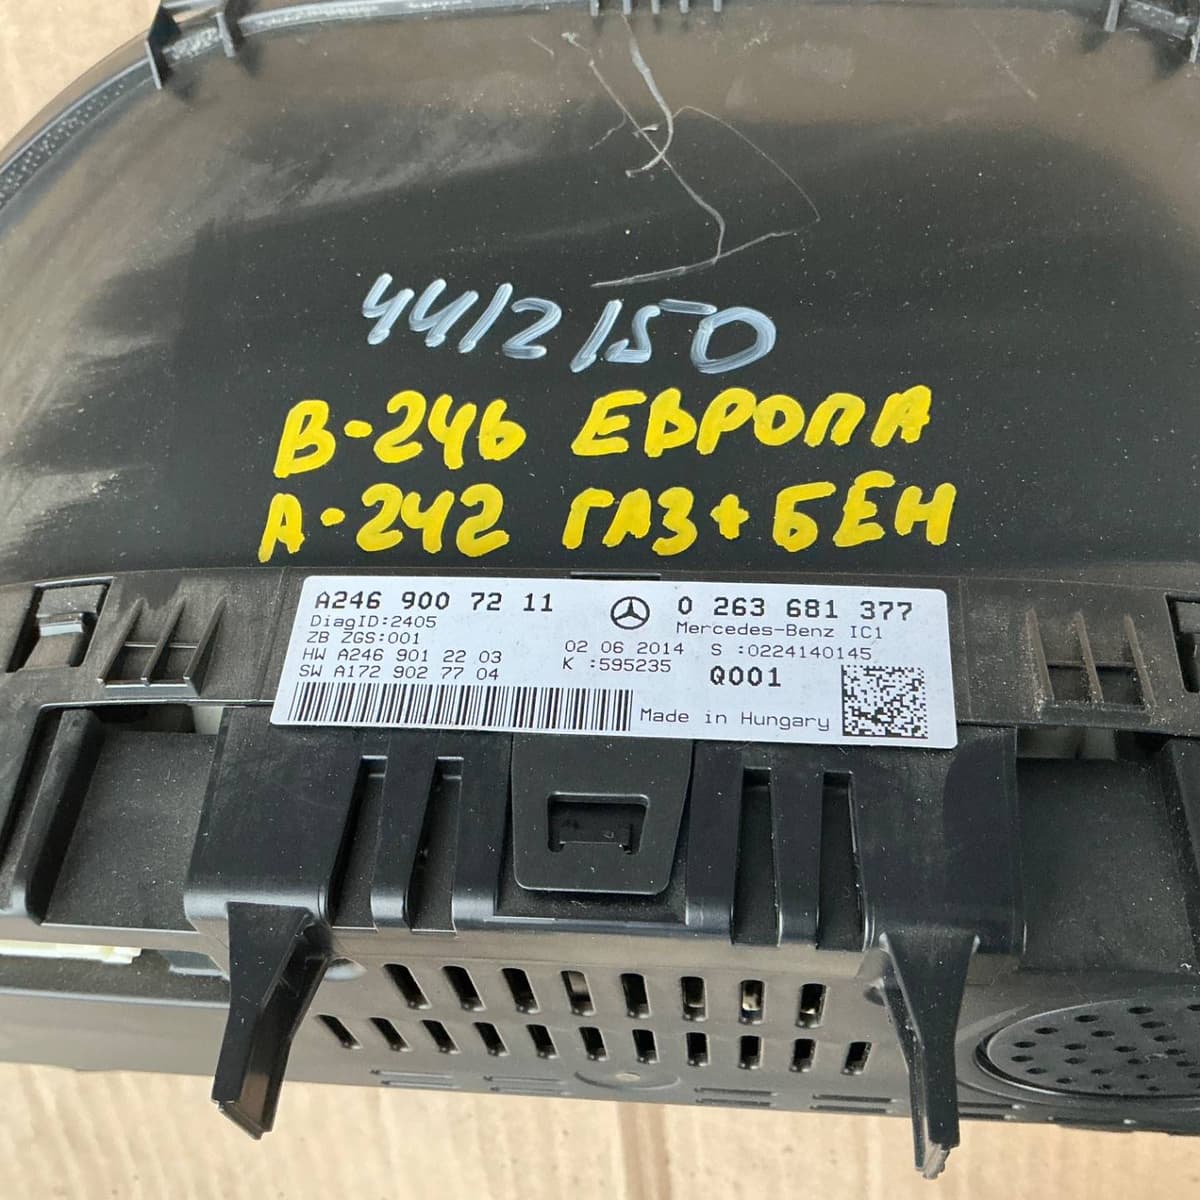 4412150
В-246 ЕВРОПА
А-242 ГАЗ+БЕН
A246 900 72 11
0 263 681 377
DiagID:2405
Mercedes-Benz IC1
ZB ZGS:001
02 06 2014 S :0224140145
HW A246 901 22 03
K :595235 Q001
SW A172 902 77 04
Made in Hungary